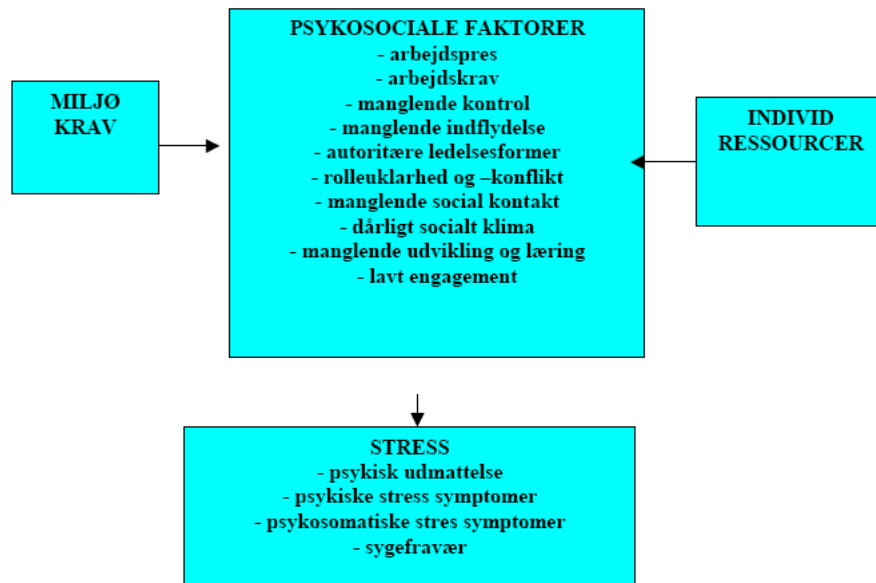 PSYKOSOCIALE FAKTORER
- arbejdspres
- arbejdskrav
- manglende kontrol
- manglende indflydelse
- autoritære ledelsesformer
- rolleuklarhed og –konflikt
- manglende social kontakt
- dårligt socialt klima
- manglende udvikling og læring
- lavt engagement
MILJØ
KRAV
INDIVID
RESSOURCER
STRESS
- psykisk udmattelse
- psykiske stress symptomer
- psykosomatiske stres symptomer
- sygefravær